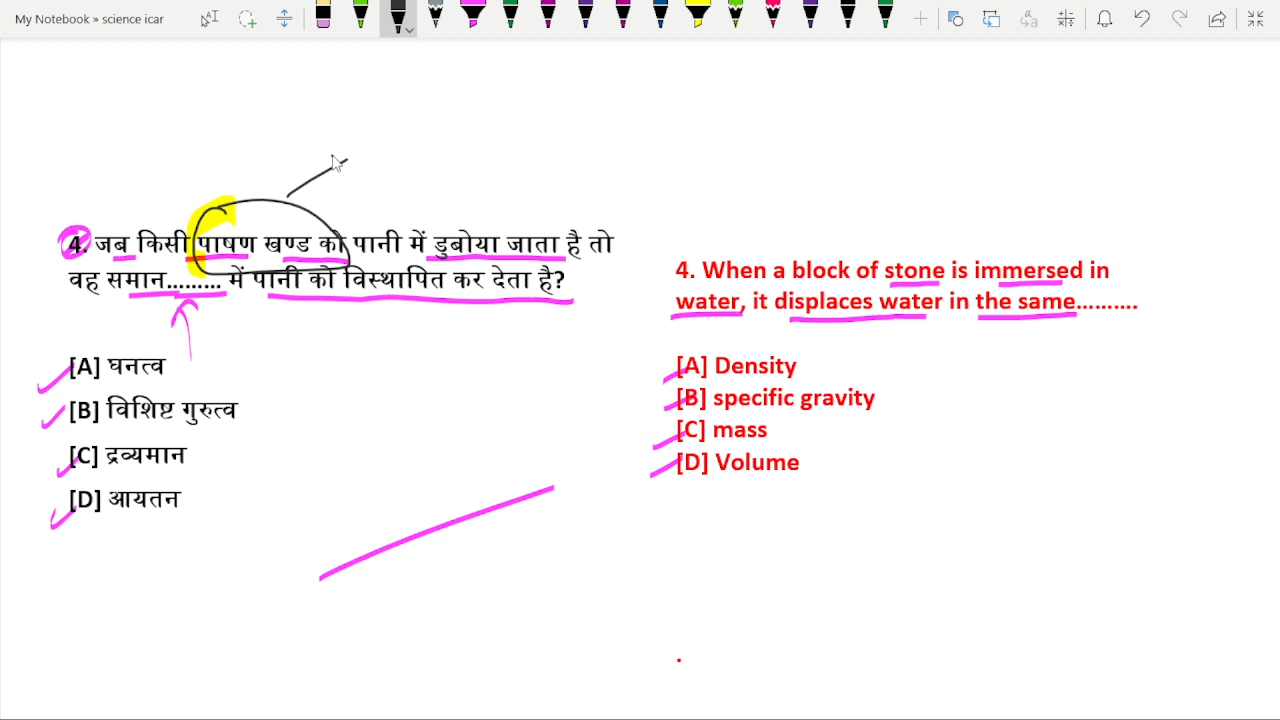 My Notebook » science icar
4. जब किसी पाषण खण्ड को पानी में डुबोया जाता है तो
वह समान......... में पानी को विस्थापित कर देता है?
[A] घनत्व
[B] विशिष्ट गुरुत्व
[C] द्रव्यमान
[D] आयतन
4. When a block of stone is immersed in
water, it displaces water in the same..........
[A] Density
[B] specific gravity
[C] mass
[D] Volume
.